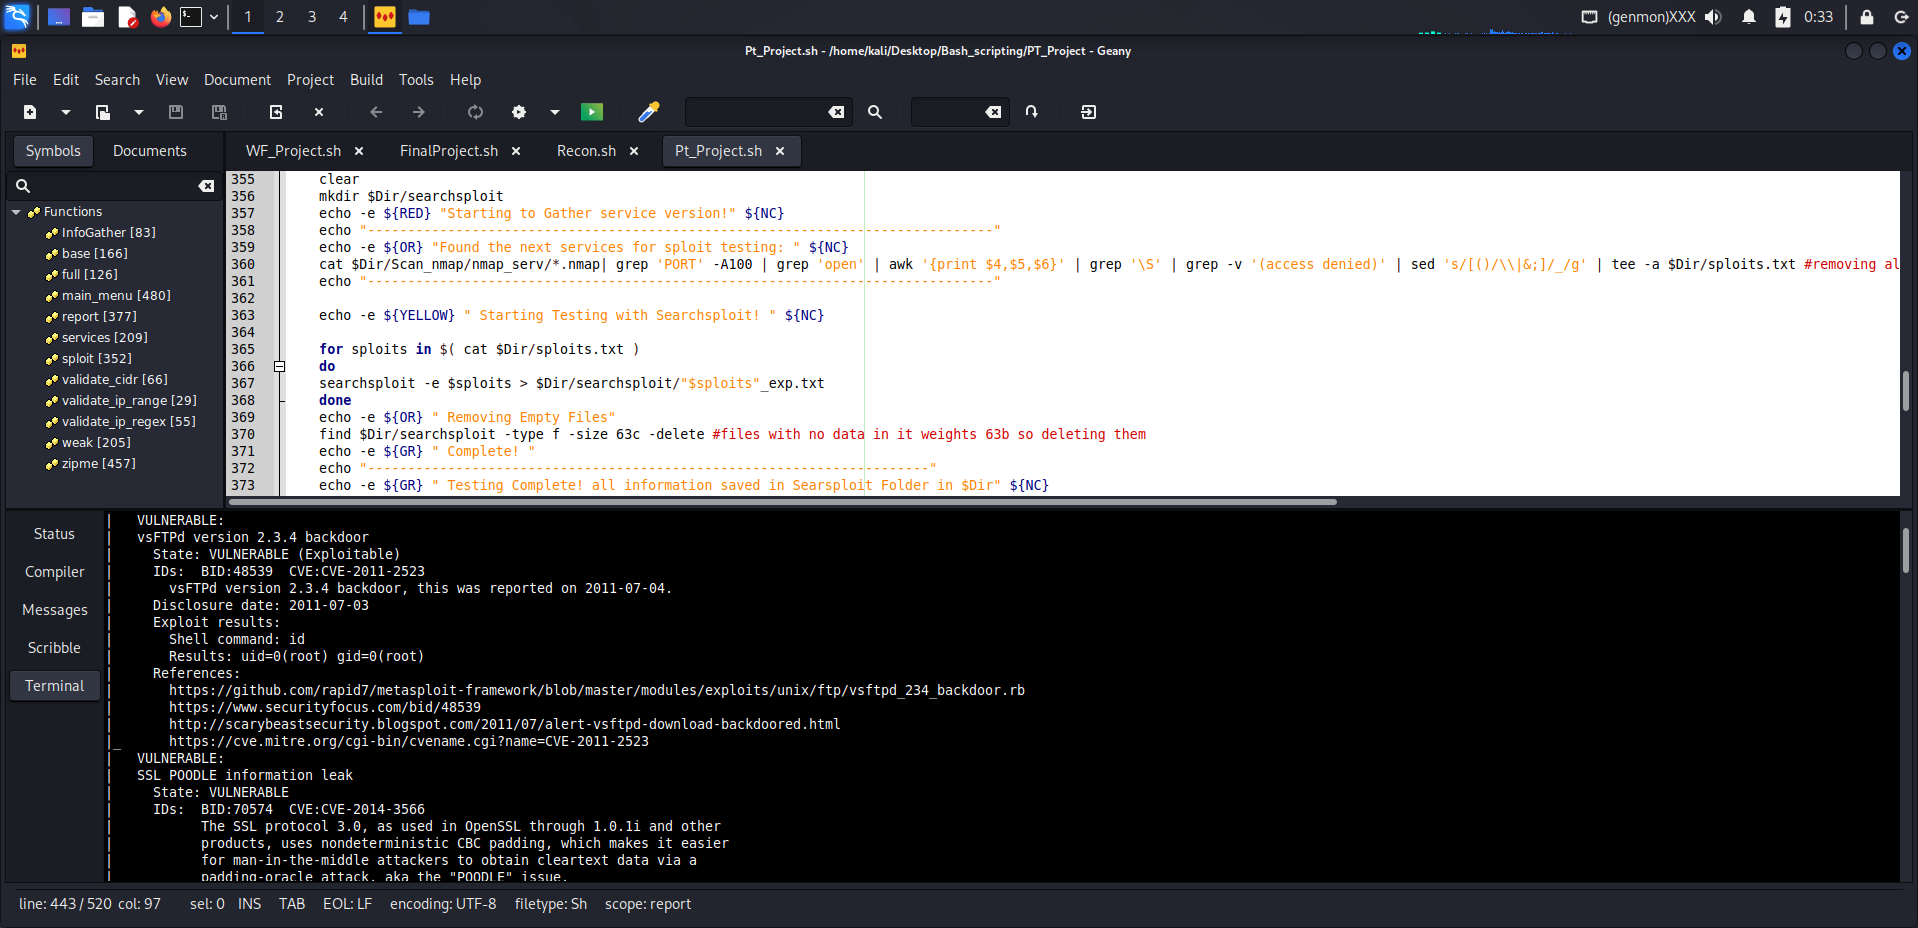 1 2 3 4 (genmon)XXX 0:33
Pt_Project.sh - /home/kali/Desktop/Bash_scripting/PT_Project - Geany
File Edit Search View Document Project Build Tools Help
Symbols Documents
WF_Project.sh FinalProject.sh Recon.sh Pt_Project.sh
Functions
InfoGather [83]
base [166]
full [126]
main_menu [480]
report [377]
services [209]
sploit [352]
validate_cidr [66]
validate_ip_range [29]
validate_ip_regex [55]
weak [205]
zipme [457]
355 clear
356 mkdir $Dir/searchsploit
357 echo -e ${RED} "Starting to Gather service version!" ${NC}
358 echo "------------------------------------------------------------------------------"
359 echo -e ${OR} "Found the next services for sploit testing: " ${NC}
360 cat $Dir/Scan_nmap/nmap_serv/*.nmap| grep 'PORT' -A100 | grep 'open' | awk '{print $4,$5,$6}' | grep '\S' | grep -v '(access denied)' | sed 's/[()/\\|&;]/_/g' | tee -a $Dir/sploits.txt #removing al
361 echo "------------------------------------------------------------------------------"
362
363 echo -e ${YELLOW} " Starting Testing with Searchsploit! " ${NC}
364
365 for sploits in $( cat $Dir/sploits.txt )
366 do
367 searchsploit -e $sploits > $Dir/searchsploit/"$sploits"_exp.txt
368 done
369 echo -e ${OR} " Removing Empty Files"
370 find $Dir/searchsploit -type f -size 63c -delete #files with no data in it weights 63b so deleting them
371 echo -e ${GR} " Complete! "
372 echo "----------------------------------------------------------------------"
373 echo -e ${GR} " Testing Complete! all information saved in Searsploit Folder in $Dir" ${NC}
Status
Compiler
Messages
Scribble
Terminal
| VULNERABLE:
| vsFTPd version 2.3.4 backdoor
| State: VULNERABLE (Exploitable)
| IDs: BID:48539 CVE:CVE-2011-2523
| vsFTPd version 2.3.4 backdoor, this was reported on 2011-07-04.
| Disclosure date: 2011-07-03
| Exploit results:
| Shell command: id
| Results: uid=0(root) gid=0(root)
| References:
| https://github.com/rapid7/metasploit-framework/blob/master/modules/exploits/unix/ftp/vsftpd_234_backdoor.rb
| https://www.securityfocus.com/bid/48539
| http://scarybeastsecurity.blogspot.com/2011/07/alert-vsftpd-download-backdoored.html
|_ https://cve.mitre.org/cgi-bin/cvename.cgi?name=CVE-2011-2523
| VULNERABLE:
| SSL POODLE information leak
| State: VULNERABLE
| IDs: BID:70574 CVE:CVE-2014-3566
| The SSL protocol 3.0, as used in OpenSSL through 1.0.1i and other
| products, uses nondeterministic CBC padding, which makes it easier
| for man-in-the-middle attackers to obtain cleartext data via a
| padding-oracle attack, aka the "POODLE" issue.
line: 443 / 520 col: 97 sel: 0 INS TAB EOL: LF encoding: UTF-8 filetype: Sh scope: report